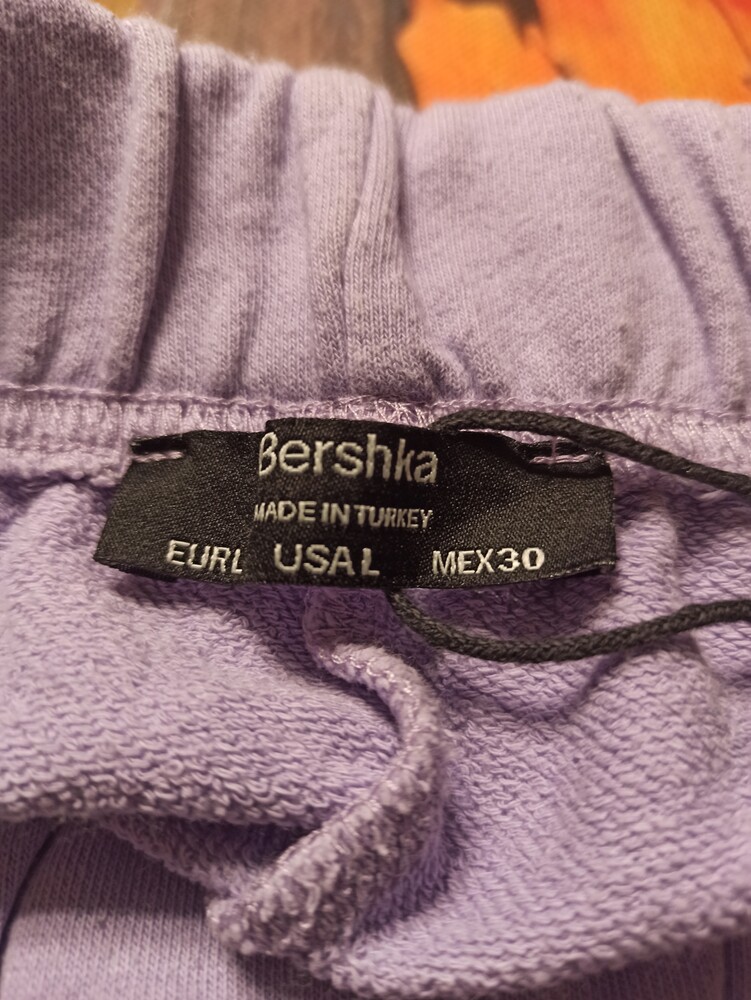 Bershka
MADE IN TURKEY
EUR L USA L MEX 30